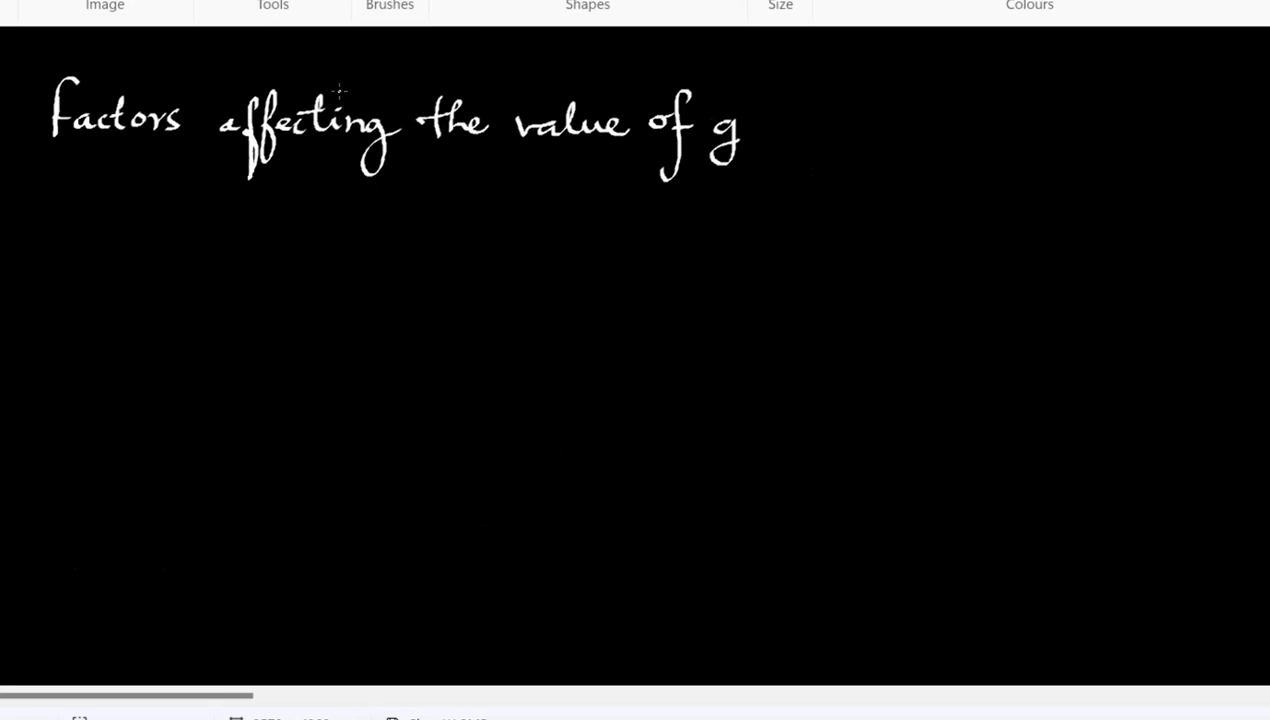 Image Tools Brushes Shapes Size Colours
Factors affecting the value of g